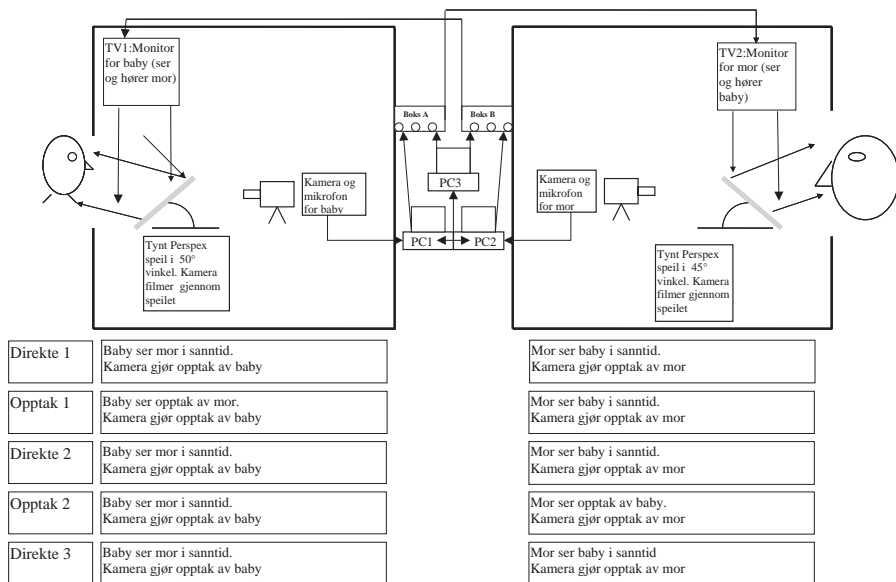 TV1:Monitor
for baby (ser
og hører mor)
TV2:Monitor
for mor (ser
og hører
baby)
Boks A
Boks B
PC3
Kamera og
mikrofon
for baby
Kamera og
mikrofon
for mor
PC1
PC2
Tynt Perspex
speil i 50°
vinkel. Kamera
filmer gjennom
speilet
Tynt Perspex
speil i 45°
vinkel. Kamera
filmer gjennom
speilet
Direkte 1
Baby ser mor i sanntid.
Kamera gjør opptak av baby
Mor ser baby i sanntid.
Kamera gjør opptak av mor
Opptak 1
Baby ser opptak av mor.
Kamera gjør opptak av baby
Mor ser baby i sanntid.
Kamera gjør opptak av mor
Direkte 2
Baby ser mor i sanntid.
Kamera gjør opptak av baby
Mor ser baby i sanntid.
Kamera gjør opptak av mor
Opptak 2
Baby ser mor i sanntid.
Kamera gjør opptak av baby
Mor ser opptak av baby.
Kamera gjør opptak av mor
Direkte 3
Baby ser mor i sanntid.
Kamera gjør opptak av baby
Mor ser baby i sanntid
Kamera gjør opptak av mor